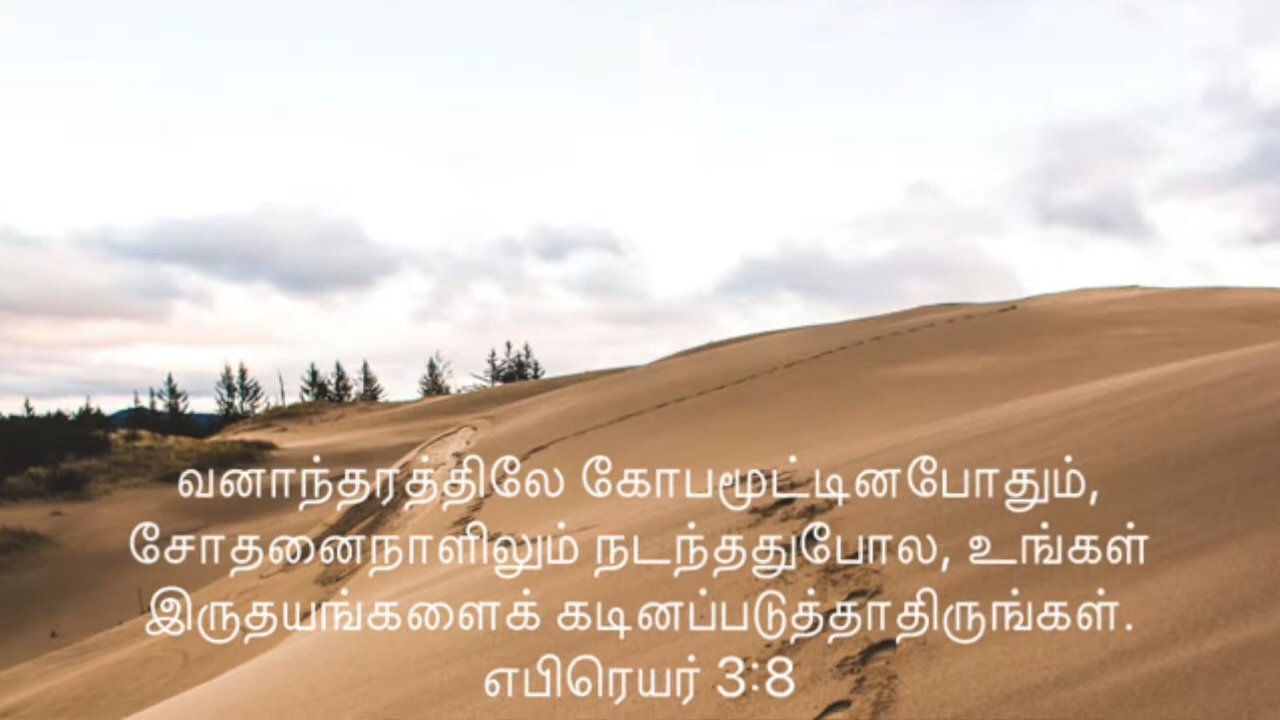 வனாந்தரத்திலே கோபமூட்டினபோதும்,
சோதனைநாளிலும் நடந்ததுபோல, உங்கள்
இருதயங்களைக் கடினப்படுத்தாதிருங்கள்.
எபிரெயர் 3:8